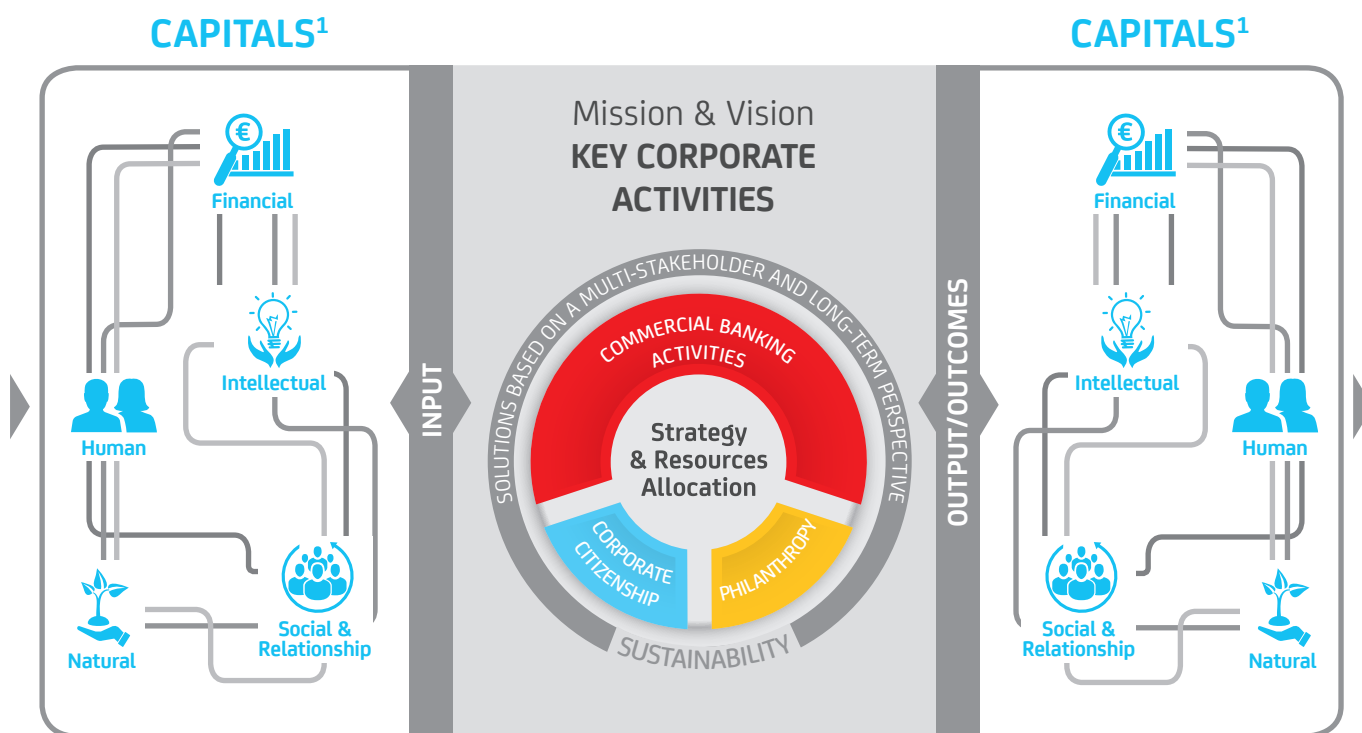 CAPITALS¹
Financial
Intellectual
Human
Social &
Relationship
Natural
INPUT
Mission & Vision
KEY CORPORATE
ACTIVITIES
SOLUTIONS BASED ON A MULTI-STAKEHOLDER AND LONG-TERM PERSPECTIVE
COMMERCIAL BANKING
ACTIVITIES
Strategy
& Resources
Allocation
CORPORATE
CITIZENSHIP
PHILANTHROPY
SUSTAINABILITY
OUTPUT/OUTCOMES
CAPITALS¹
Financial
Intellectual
Human
Social &
Relationship
Natural